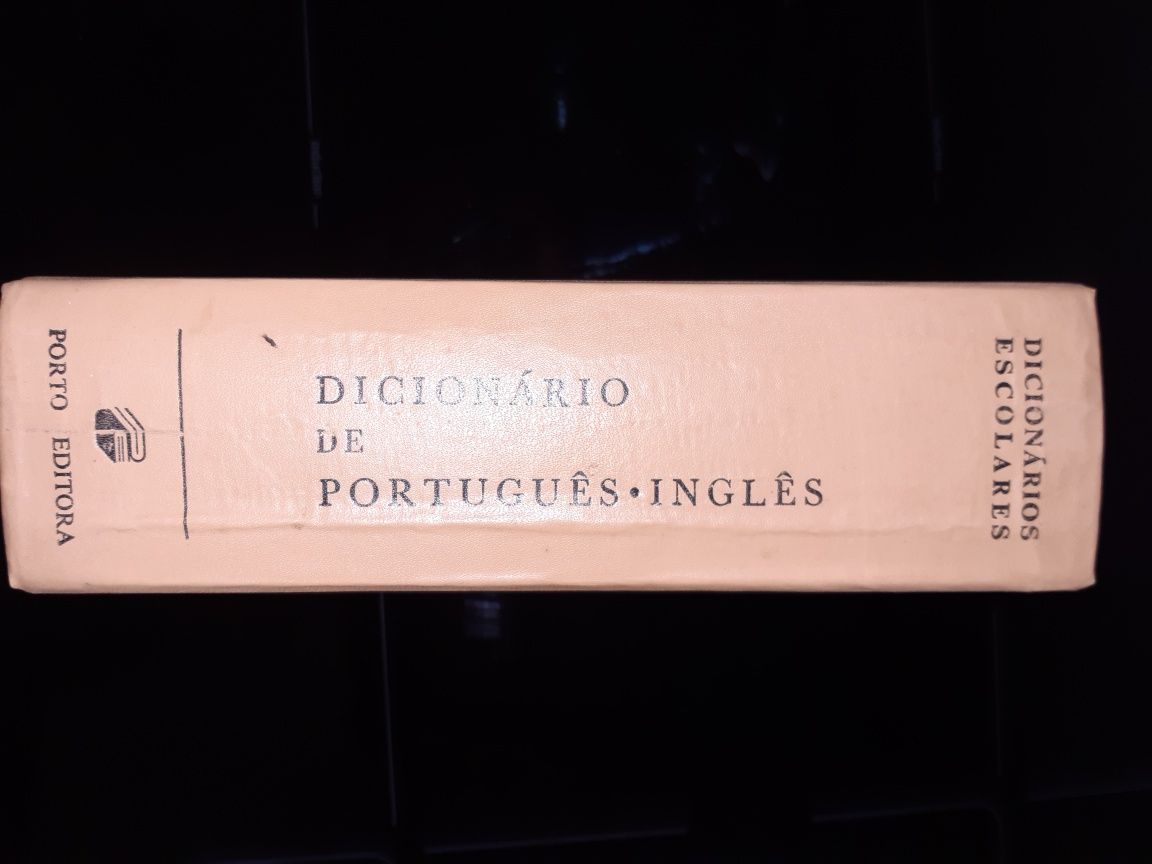 DICIONÁRIOS
ESCOLARES
DICIONÁRIO
DE
PORTUGUÊS•INGLÊS
PORTO EDITORA